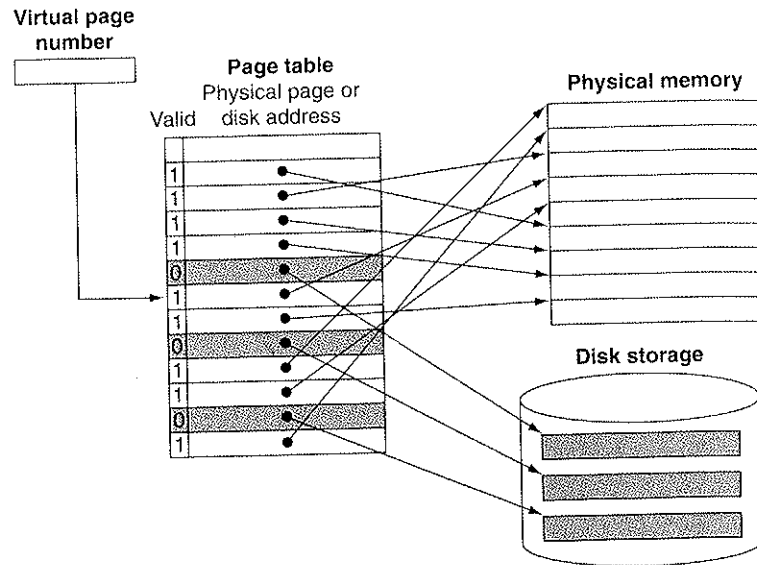 Virtual page
number
Page table
Physical page or
Valid disk address
Physical memory
1
1
1
1
0
1
1
0
1
1
0
1
Disk storage